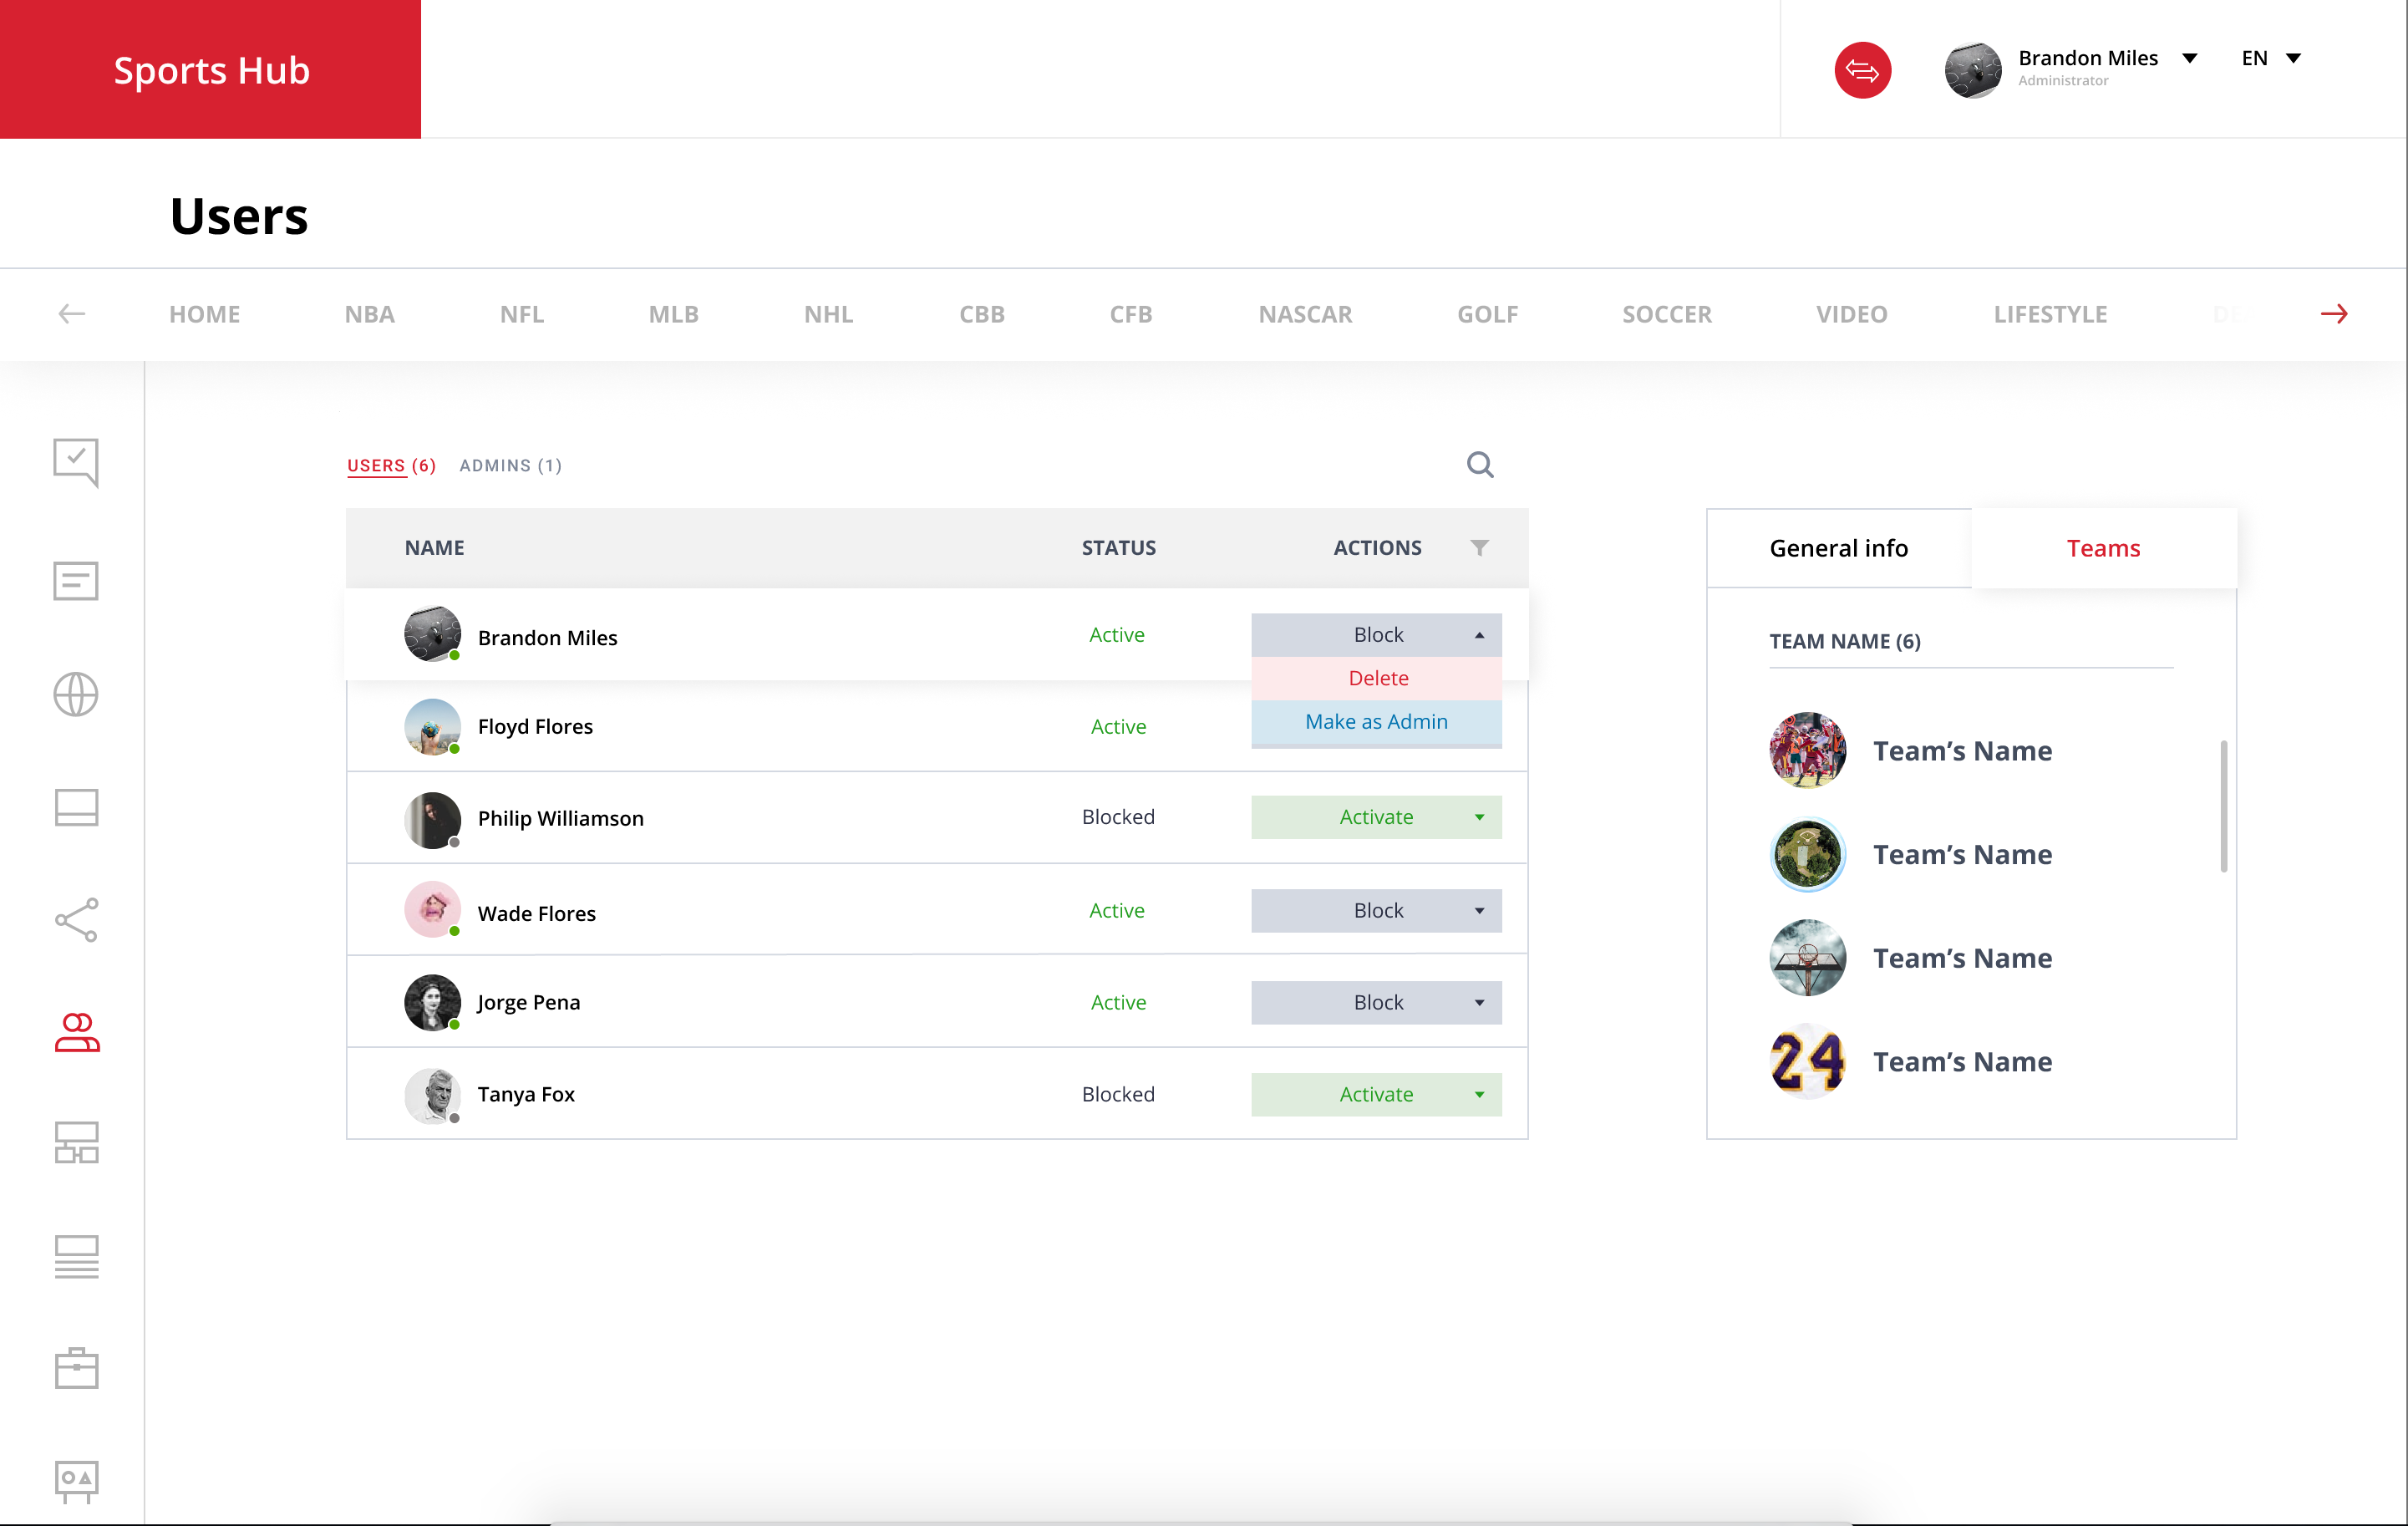 Sports Hub
Brandon Miles
Administrator
EN
Users
HOME NBA NFL MLB NHL CBB CFB NASCAR GOLF SOCCER VIDEO LIFESTYLE DE
USERS (6) ADMINS (1)
NAME STATUS ACTIONS
Brandon Miles Active Block
Delete
Make as Admin
Floyd Flores Active
Philip Williamson Blocked Activate
Wade Flores Active Block
Jorge Pena Active Block
Tanya Fox Blocked Activate
General info Teams
TEAM NAME (6)
Team’s Name
Team’s Name
Team’s Name
24
Team’s Name